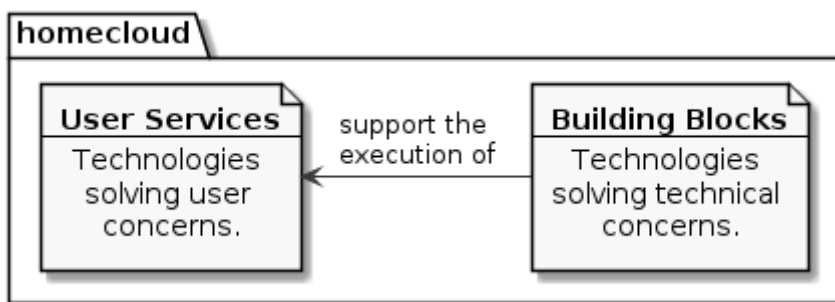 homecloud
User Services
Technologies
solving user
concerns.
support the
execution of
Building Blocks
Technologies
solving technical
concerns.